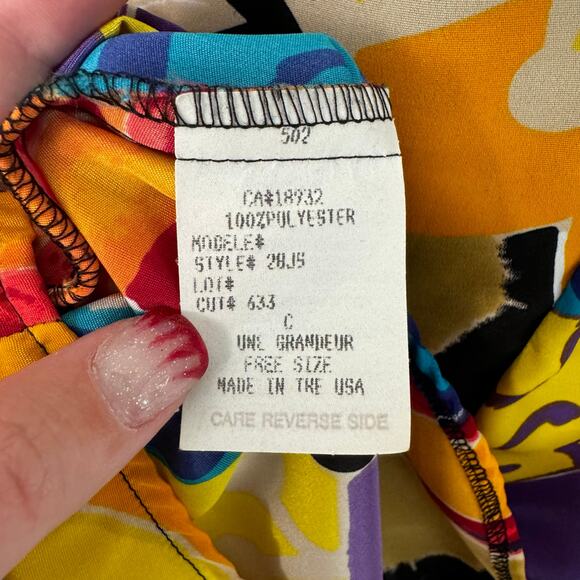 502
CA#18932
100%POLYESTER
MODELE#
STYLE# 28J5
LOT#
CUT# 633
C
UNE GRANDEUR
FREE SIZE
MADE IN THE USA
CARE REVERSE SIDE